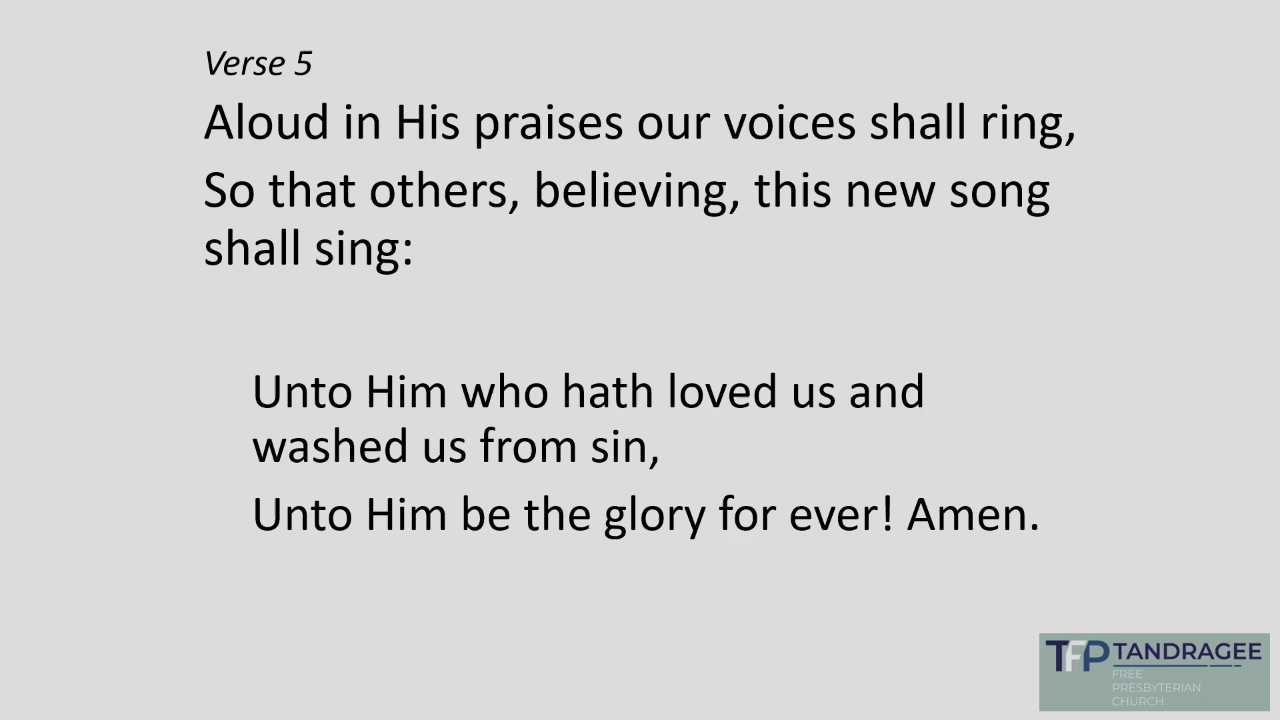 Verse 5
Aloud in His praises our voices shall ring,
So that others, believing, this new song
shall sing:
Unto Him who hath loved us and
washed us from sin,
Unto Him be the glory for ever! Amen.
TFP TANDRAGEE
FREE
PRESBYTERIAN
CHURCH